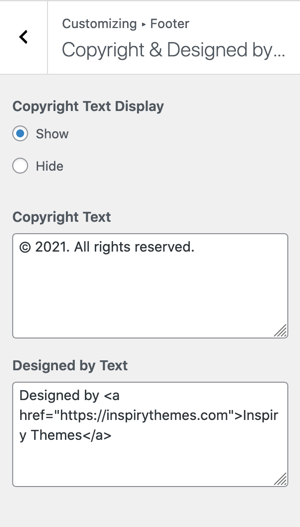 Customizing ▸ Footer
Copyright & Designed by...
Copyright Text Display
Show
Hide
Copyright Text
© 2021. All rights reserved.
Designed by Text
Designed by <a
href="https://inspirythemes.com">Inspir
y Themes</a>